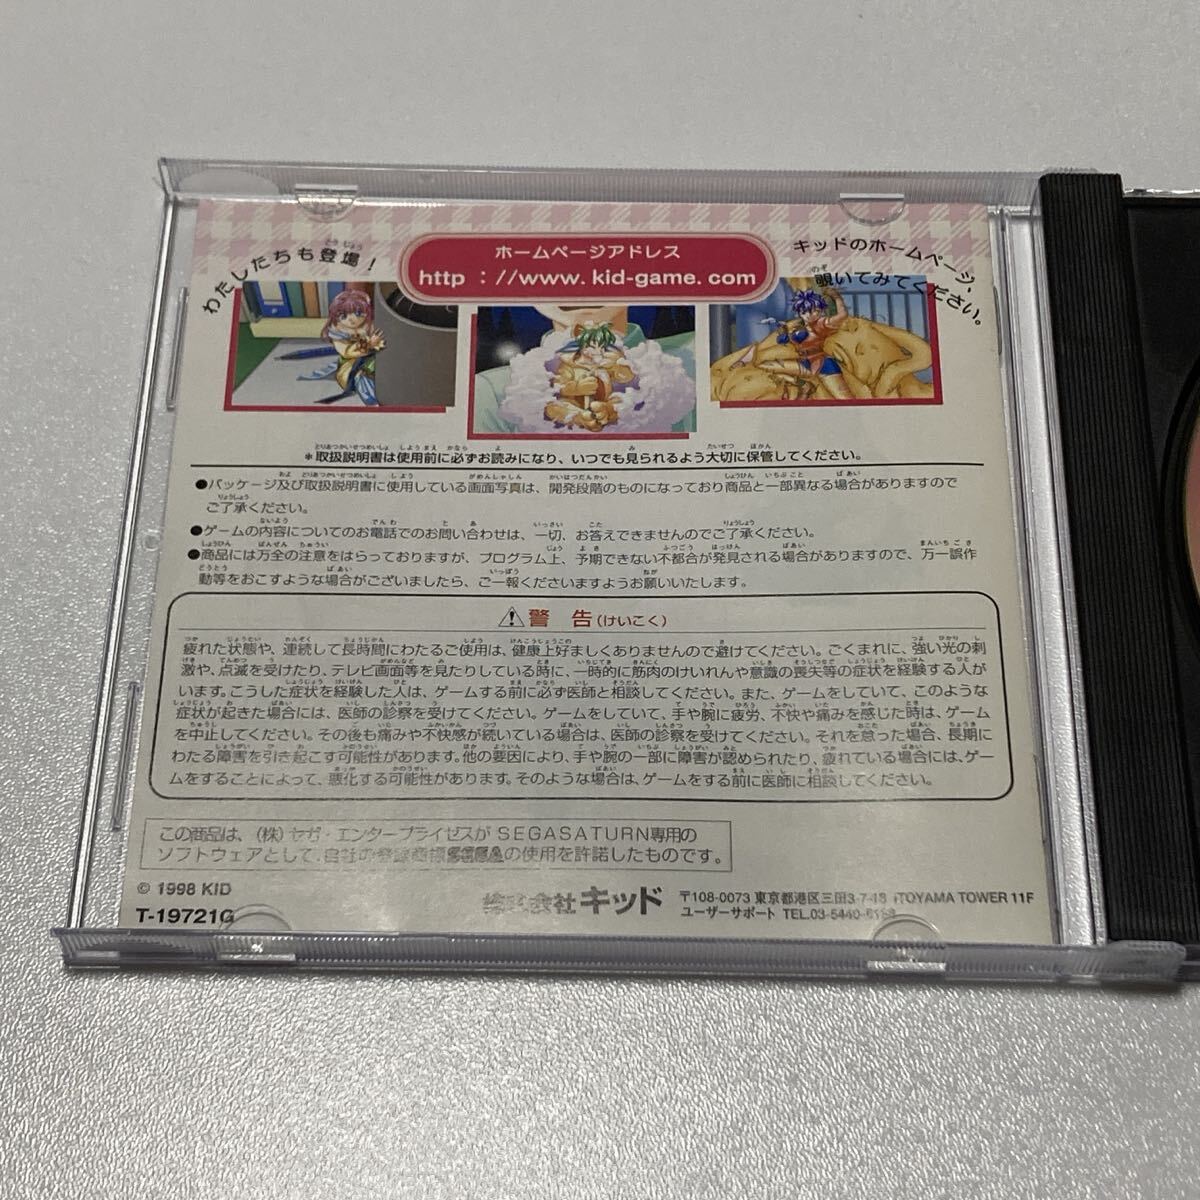 わたしたちも登場！
ホームページアドレス
http ://www.kid-game.com
キッドのホームページ、
覗いてみてください。
＊取扱説明書は使用前に必ずお読みになり、いつでも見られるよう大切に保管してください。
●パッケージ及び取扱説明書に使用している画面写真は、開発段階のものになっており商品と一部異なる場合がありますので
ご了承ください。
●ゲームの内容についてのお電話でのお問い合わせは、一切、お答えできませんのでご了承ください。
●商品には万全の注意をはらっておりますが、プログラム上、予期できない不都合が発見される場合がありますので、万一誤作
動等をおこすような場合がございましたら、ご一報くださいますようお願いいたします。
⚠警 告(けいこく)
疲れた状態や、連続して長時間にわたるご使用は、健康上好ましくありませんので避けてください。ごくまれに、強い光の刺
激や、点滅を受けたり、テレビ画面等を見たりしている時に、一時的に筋肉のけいれんや意識の喪失等の症状を経験する人が
います。こうした症状を経験した人は、ゲームする前に必ず医師と相談してください。また、ゲームをしていて、このような
症状が起きた場合には、医師の診察を受けてください。ゲームをしていて、手や腕に疲労、不快や痛みを感じた時は、ゲーム
を中止してください。その後も痛みや不快感が続いている場合は、医師の診察を受けてください。それを怠った場合、長期に
わたる障害を引き起こす可能性があります。他の要因により、手や腕の一部に障害が認められたり、疲れている場合には、ゲー
ムをすることによって、悪化する可能性があります。そのような場合は、ゲームをする前に医師に相談してください。
この商品は、(株)セガ・エンタープライゼスが SEGASATURN専用の
ソフトウェアとして、自社の登録商標SEGAの使用を許諾したものです。
© 1998 KID
T-19721G
株式会社キッド
〒108-0073 東京都港区三田3-7-18 ITOYAMA TOWER 11F
ユーザーサポート TEL.03-5440-